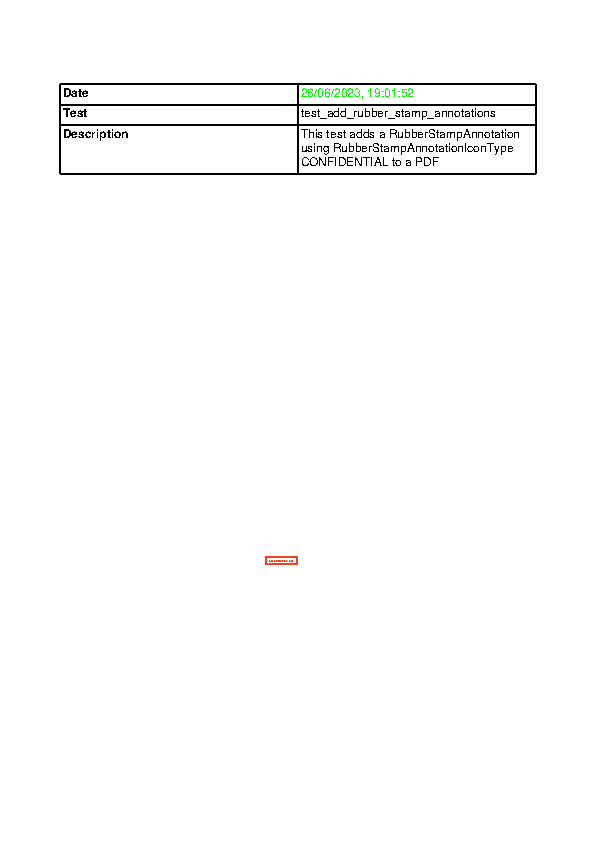 Date 26/06/2023, 19:01:52
Test test_add_rubber_stamp_annotations
Description This test adds a RubberStampAnnotation
using RubberStampAnnotationIconType
CONFIDENTIAL to a PDF